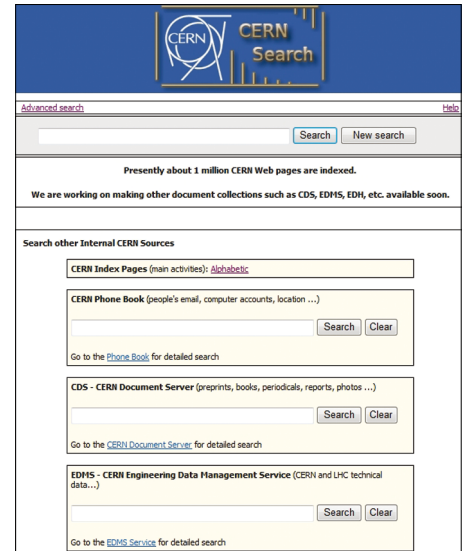 CERN
CERN
Search
Advanced search Help
Search New search
Presently about 1 million CERN Web pages are indexed.
We are working on making other document collections such as CDS, EDMS, EDH, etc. available soon.
Search other Internal CERN Sources
CERN Index Pages (main activities): Alphabetic
CERN Phone Book (people's email, computer accounts, location ...)
Search Clear
Go to the Phone Book for detailed search
CDS - CERN Document Server (preprints, books, periodicals, reports, photos ...)
Search Clear
Go to the CERN Document Server for detailed search
EDMS - CERN Engineering Data Management Service (CERN and LHC technical
data...)
Search Clear
Go to the EDMS Service for detailed search